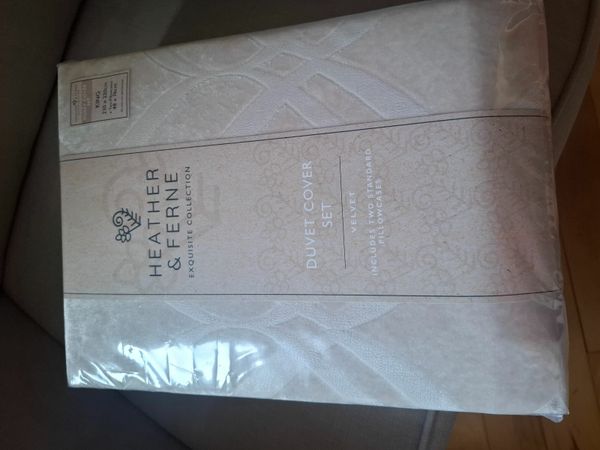 KING
HEATHER
& FERNE
EXQUISITE COLLECTION
DUVET COVER
SET
VELVET
INCLUDES TWO STANDARD
PILLOWCASES